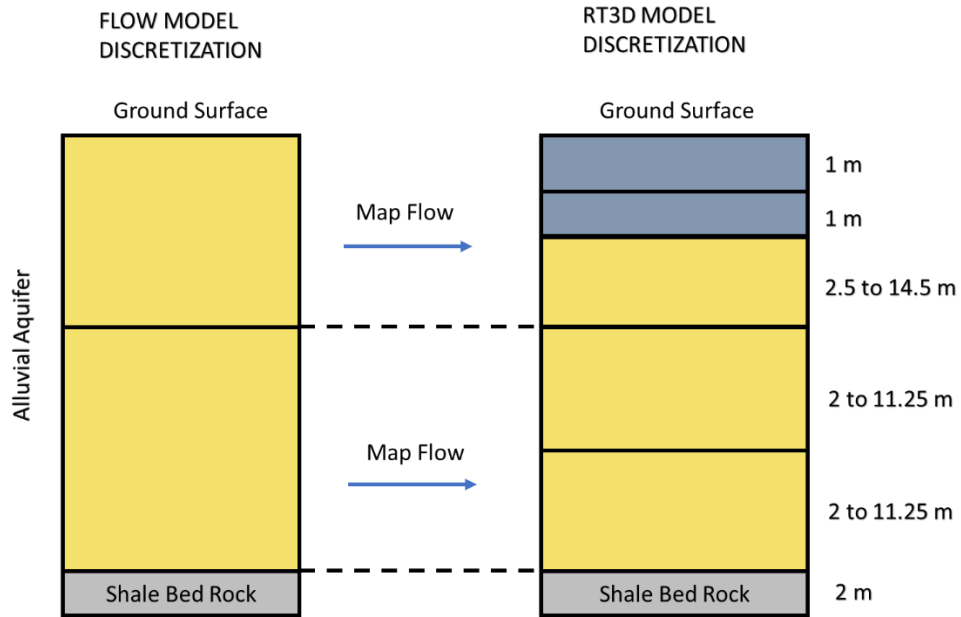 FLOW MODEL
DISCRETIZATION
RT3D MODEL
DISCRETIZATION
Ground Surface
Ground Surface
1 m
Map Flow
1 m
2.5 to 14.5 m
Alluvial Aquifer
2 to 11.25 m
Map Flow
2 to 11.25 m
Shale Bed Rock
Shale Bed Rock
2 m